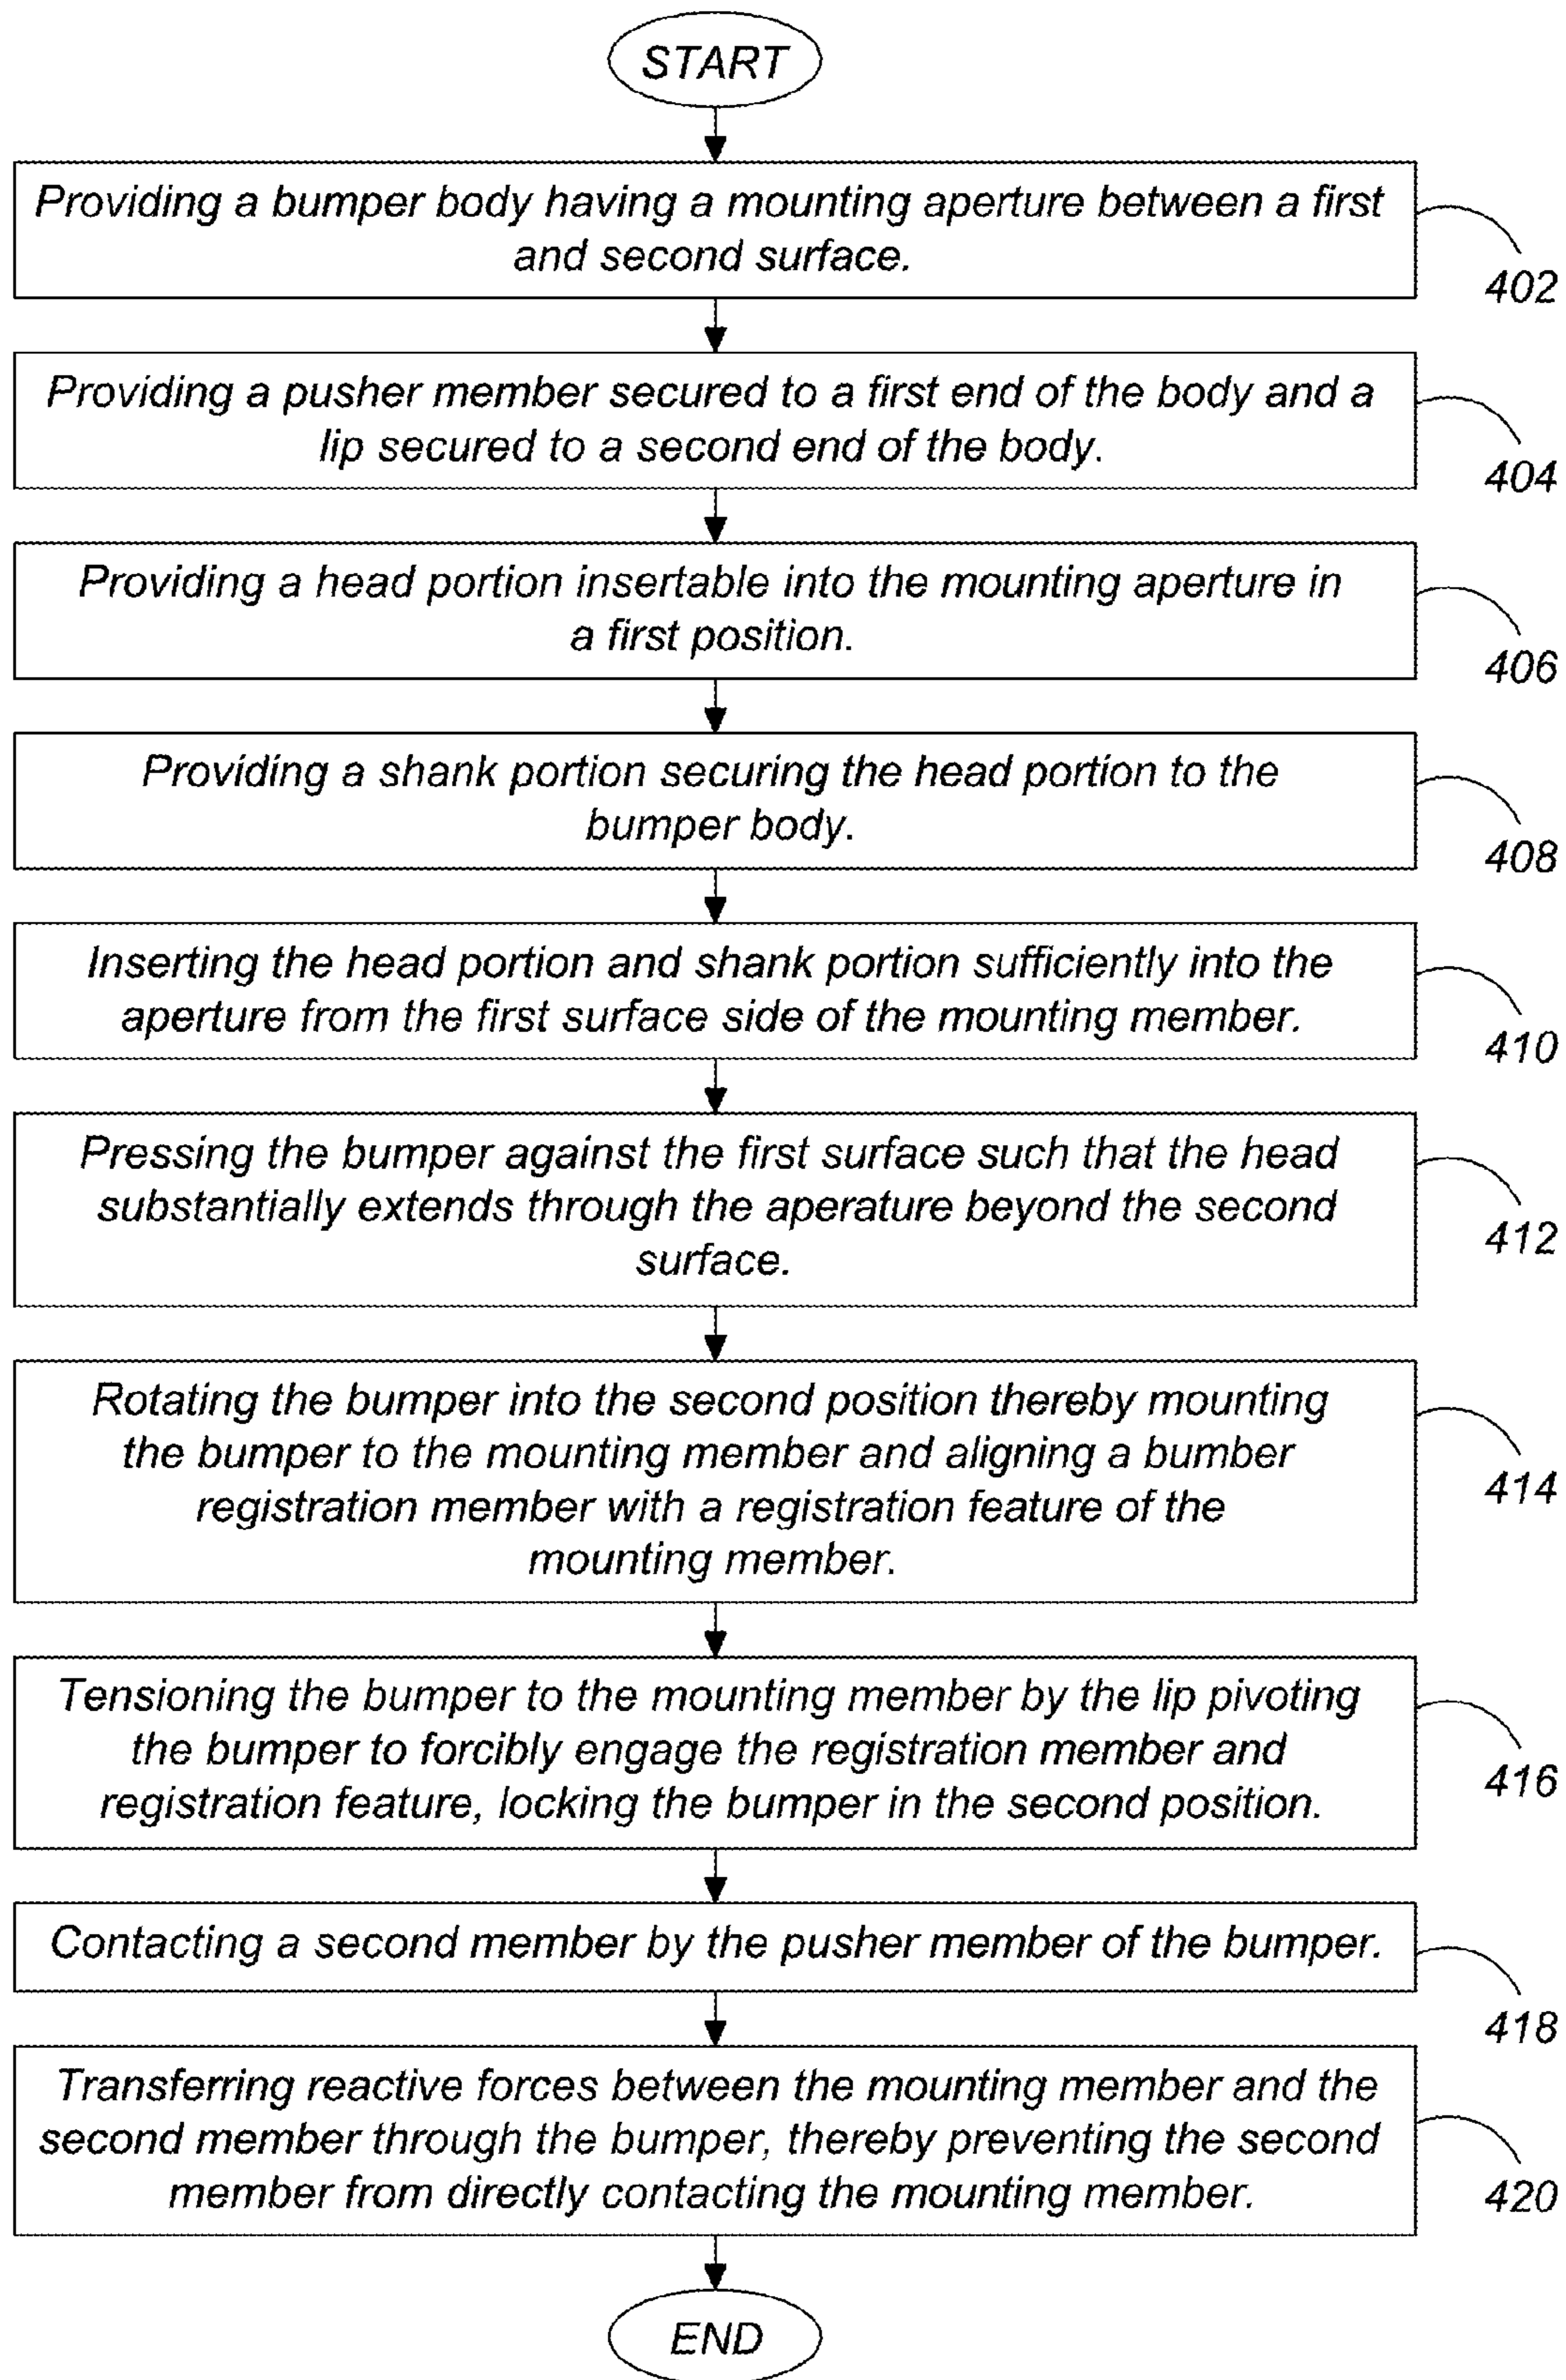 START
Providing a bumper body having a mounting aperture between a first
and second surface.
402
Providing a pusher member secured to a first end of the body and a
lip secured to a second end of the body.
404
Providing a head portion insertable into the mounting aperture in
a first position.
406
Providing a shank portion securing the head portion to the
bumper body.
408
Inserting the head portion and shank portion sufficiently into the
aperture from the first surface side of the mounting member.
410
Pressing the bumper against the first surface such that the head
substantially extends through the aperature beyond the second
surface.
412
Rotating the bumper into the second position thereby mounting
the bumper to the mounting member and aligning a bumber
registration member with a registration feature of the
mounting member.
414
Tensioning the bumper to the mounting member by the lip pivoting
the bumper to forcibly engage the registration member and
registration feature, locking the bumper in the second position.
416
Contacting a second member by the pusher member of the bumper.
418
Transferring reactive forces between the mounting member and the
second member through the bumper, thereby preventing the second
member from directly contacting the mounting member.
420
END